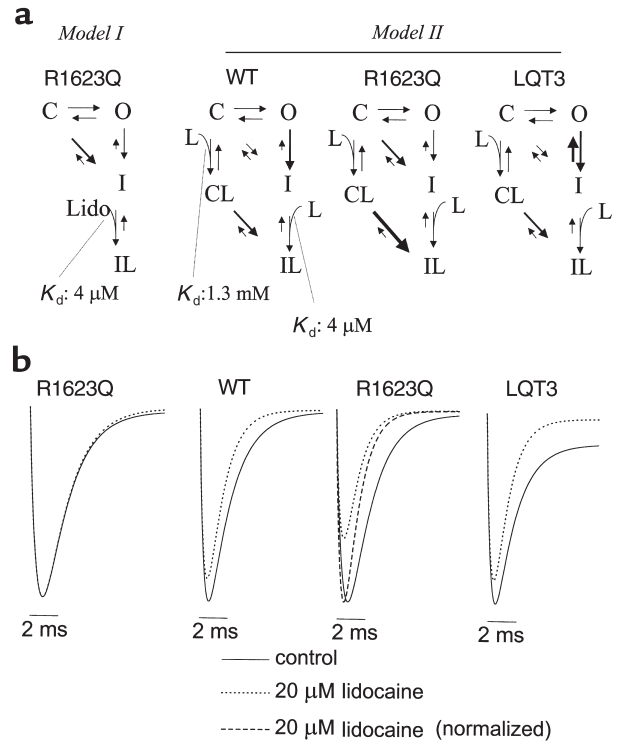 a
Model I
Model II
R1623Q
WT
R1623Q
LQT3
C O
C O
C O
C O
L
L
L
I
CL
I
CL
I
CL
I
Lido
L
L
L
IL
IL
IL
IL
Kd: 4 μM
Kd:1.3 mM
Kd: 4 μM
b
R1623Q
WT
R1623Q
LQT3
2 ms
2 ms
2 ms
2 ms
control
20 μM lidocaine
20 μM lidocaine (normalized)